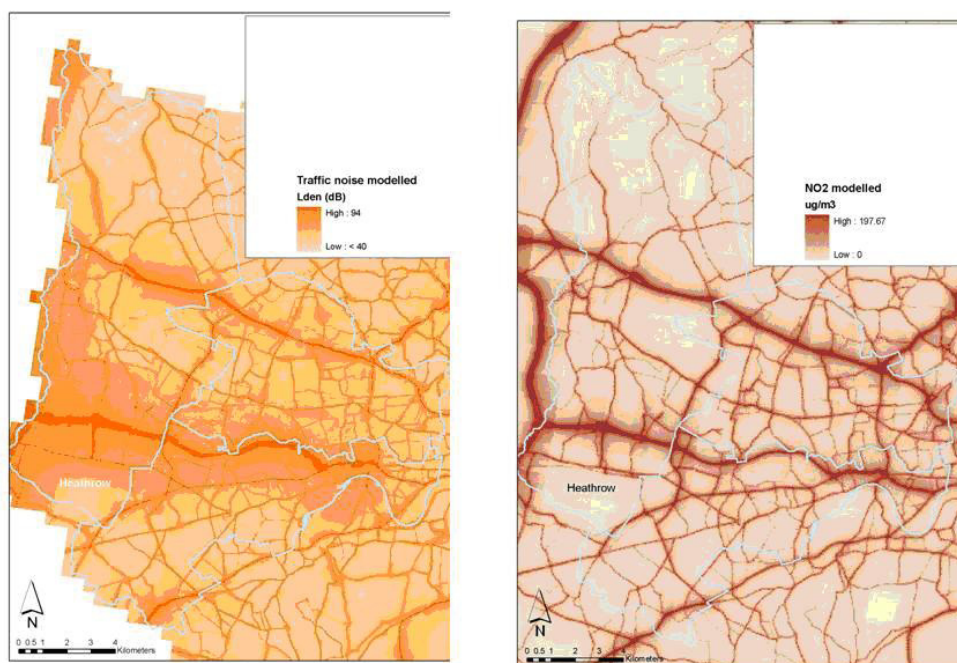 Traffic noise modelled
Lden (dB)
High : 94
Low : < 40
Heathrow
N
0 0.5 1 2 3 4
Kilometers
NO2 modelled
ug/m3
High : 197.67
Low : 0
Heathrow
N
0 0.5 1 2 3 4
Kilometers